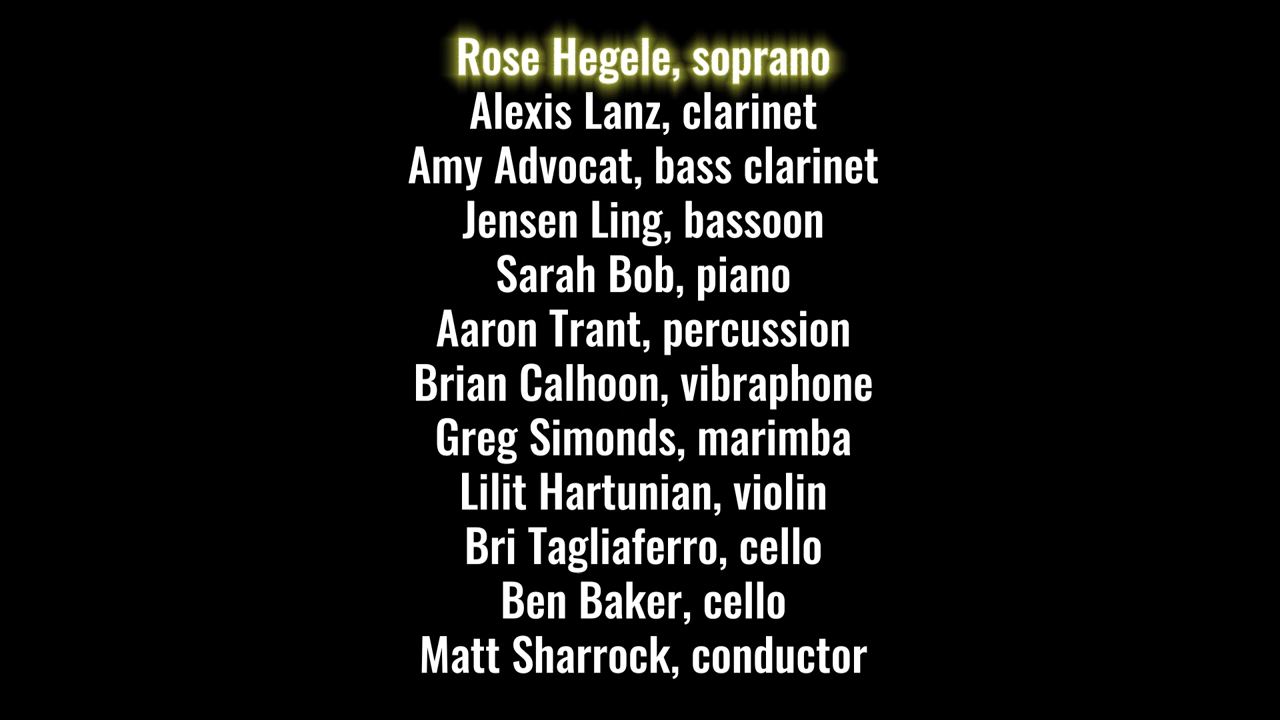 Rose Hegele, soprano
Alexis Lanz, clarinet
Amy Advocat, bass clarinet
Jensen Ling, bassoon
Sarah Bob, piano
Aaron Trant, percussion
Brian Calhoon, vibraphone
Greg Simonds, marimba
Lilit Hartunian, violin
Bri Tagliaferro, cello
Ben Baker, cello
Matt Sharrock, conductor